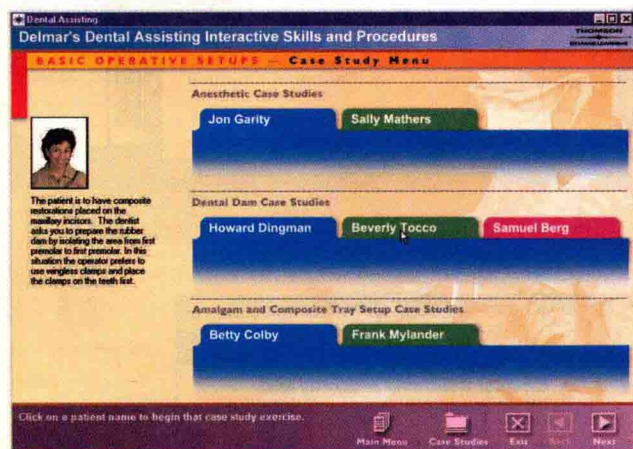 Dental Assisting
Delmar's Dental Assisting Interactive Skills and Procedures
THOMSON
DELMAR LEARNING
BASIC OPERATIVE SETUPS — Case Study Menu
Anesthetic Case Studies
Jon Garity
Sally Mathers
The patient is to have composite
restorations placed on the
maxillary incisors. The dentist
asks you to prepare the rubber
dam by isolating the area from first
premolar to first premolar. In this
situation the operator prefers to
use wingless clamps and place
the clamps on the teeth first.
Dental Dam Case Studies
Howard Dingman
Beverly Tocco
Samuel Berg
Amalgam and Composite Tray Setup Case Studies
Betty Colby
Frank Mylander
Click on a patient name to begin that case study exercise.
Main Menu
Case Studies
Exit
Back
Next